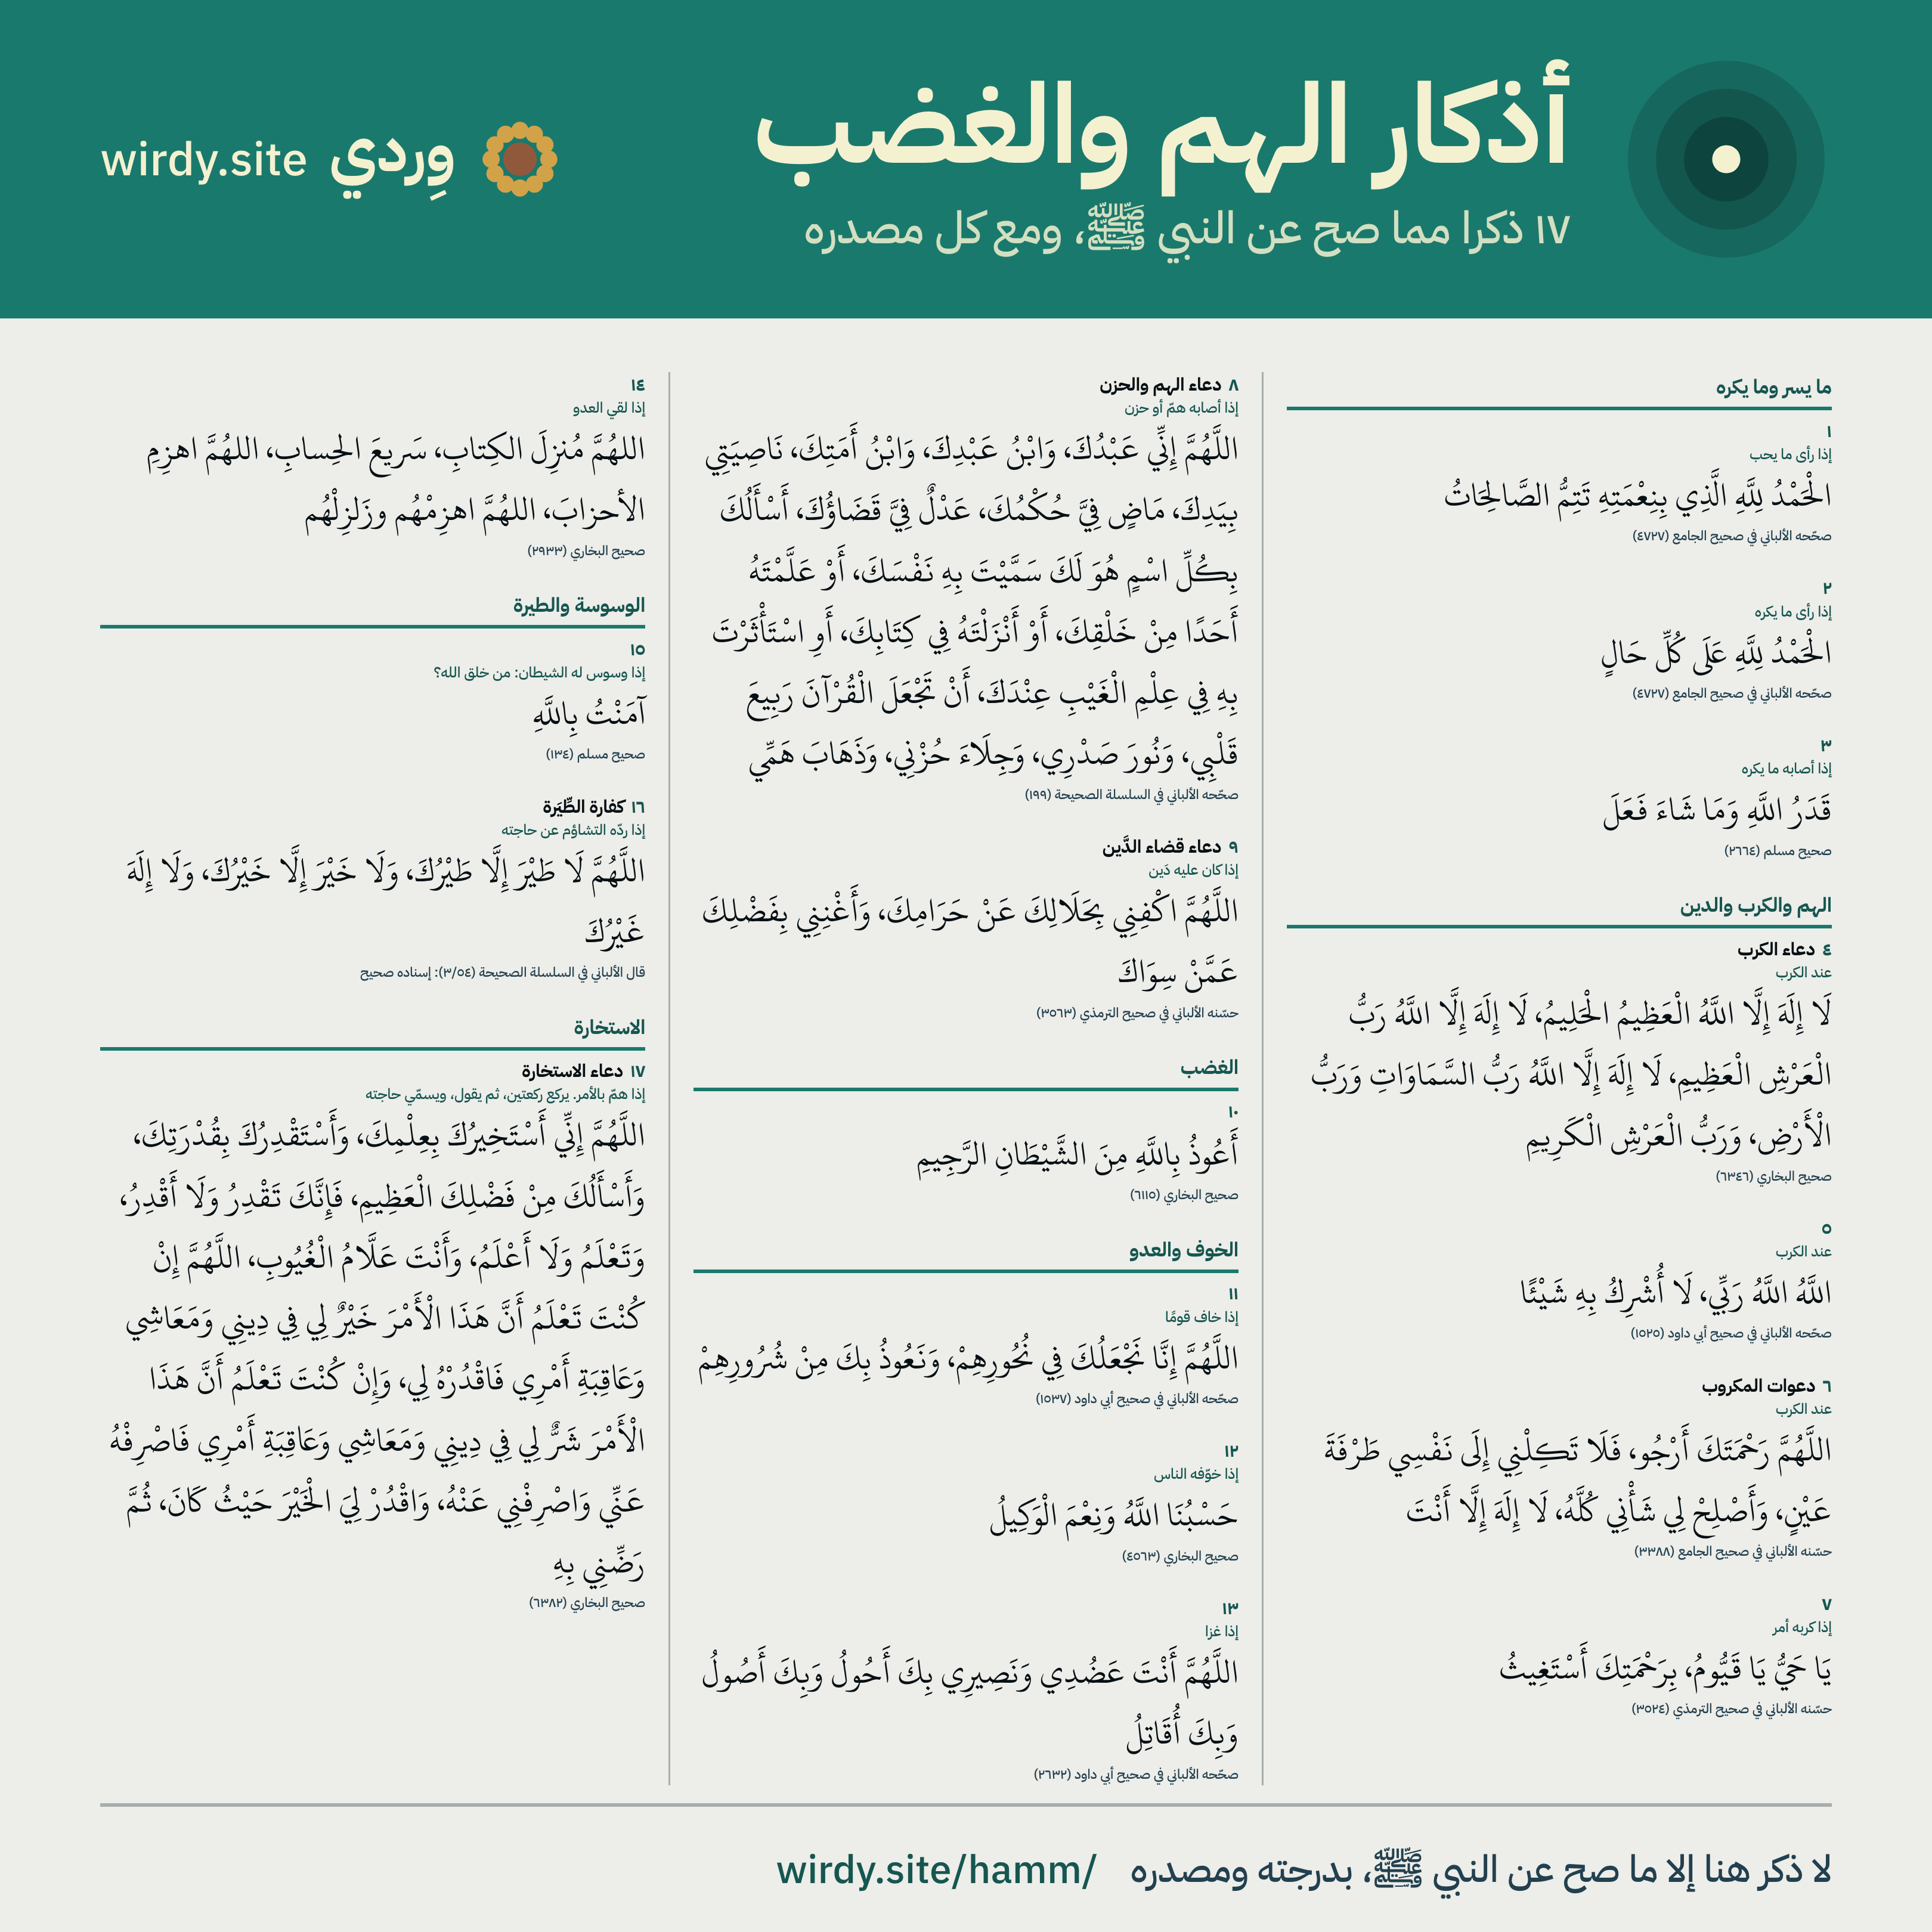 أذكار الهم والغضب
١٧ ذكرا مما صح عن النبي ﷺ، ومع كل مصدره
وِردي wirdy.site
ما يسر وما يكره
١
إذا رأى ما يحب
الْحَمْدُ لِلَّهِ الَّذِي بِنِعْمَتِهِ تَتِمُّ الصَّالِحَاتُ
صحّحه الألباني في صحيح الجامع (٤٧٢٧)
٢
إذا رأى ما يكره
الْحَمْدُ لِلَّهِ عَلَى كُلِّ حَالٍ
صحّحه الألباني في صحيح الجامع (٤٧٢٧)
٣
إذا أصابه ما يكره
قَدَرُ اللَّهِ وَمَا شَاءَ فَعَلَ
صحيح مسلم (٢٦٦٤)
الهم والكرب والدين
٤ دعاء الكرب
عند الكرب
لَا إِلَهَ إِلَّا اللَّهُ الْعَظِيمُ الْحَلِيمُ، لَا إِلَهَ إِلَّا اللَّهُ رَبُّ
الْعَرْشِ الْعَظِيمِ، لَا إِلَهَ إِلَّا اللَّهُ رَبُّ السَّمَاوَاتِ وَرَبُّ
الْأَرْضِ، وَرَبُّ الْعَرْشِ الْكَرِيمِ
صحيح البخاري (٦٣٤٦)
٥
عند الكرب
اللَّهُ اللَّهُ رَبِّي، لَا أُشْرِكُ بِهِ شَيْئًا
صحّحه الألباني في صحيح أبي داود (١٥٢٥)
٦ دعوات المكروب
عند الكرب
اللَّهُمَّ رَحْمَتَكَ أَرْجُو، فَلَا تَكِلْنِي إِلَى نَفْسِي طَرْفَةَ
عَيْنٍ، وَأَصْلِحْ لِي شَأْنِي كُلَّهُ، لَا إِلَهَ إِلَّا أَنْتَ
حسّنه الألباني في صحيح الجامع (٣٣٨٨)
٧
إذا كربه أمر
يَا حَيُّ يَا قَيُّومُ، بِرَحْمَتِكَ أَسْتَغِيثُ
حسّنه الألباني في صحيح الترمذي (٣٥٢٤)
٨ دعاء الهم والحزن
إذا أصابه همّ أو حزن
اللَّهُمَّ إِنِّي عَبْدُكَ، وَابْنُ عَبْدِكَ، وَابْنُ أَمَتِكَ، نَاصِيَتِي
بِيَدِكَ، مَاضٍ فِيَّ حُكْمُكَ، عَدْلٌ فِيَّ قَضَاؤُكَ، أَسْأَلُكَ
بِكُلِّ اسْمٍ هُوَ لَكَ سَمَّيْتَ بِهِ نَفْسَكَ، أَوْ عَلَّمْتَهُ
أَحَدًا مِنْ خَلْقِكَ، أَوْ أَنْزَلْتَهُ فِي كِتَابِكَ، أَوِ اسْتَأْثَرْتَ
بِهِ فِي عِلْمِ الْغَيْبِ عِنْدَكَ، أَنْ تَجْعَلَ الْقُرْآنَ رَبِيعَ
قَلْبِي، وَنُورَ صَدْرِي، وَجِلَاءَ حُزْنِي، وَذَهَابَ هَمِّي
صحّحه الألباني في السلسلة الصحيحة (١٩٩)
٩ دعاء قضاء الدَّين
إذا كان عليه دَين
اللَّهُمَّ اكْفِنِي بِحَلَالِكَ عَنْ حَرَامِكَ، وَأَغْنِنِي بِفَضْلِكَ
عَمَّنْ سِوَاكَ
حسّنه الألباني في صحيح الترمذي (٣٥٦٣)
الغضب
١٠
أَعُوذُ بِاللَّهِ مِنَ الشَّيْطَانِ الرَّجِيمِ
صحيح البخاري (٦١١٥)
الخوف والعدو
١١
إذا خاف قومًا
اللَّهُمَّ إِنَّا نَجْعَلُكَ فِي نُحُورِهِمْ، وَنَعُوذُ بِكَ مِنْ شُرُورِهِمْ
صحّحه الألباني في صحيح أبي داود (١٥٣٧)
١٢
إذا خوّفه الناس
حَسْبُنَا اللَّهُ وَنِعْمَ الْوَكِيلُ
صحيح البخاري (٤٥٦٣)
١٣
إذا غزا
اللَّهُمَّ أَنْتَ عَضُدِي وَنَصِيرِي بِكَ أَحُولُ وَبِكَ أَصُولُ
وَبِكَ أُقَاتِلُ
صحّحه الألباني في صحيح أبي داود (٢٦٣٢)
١٤
إذا لقي العدو
اللهُمَّ مُنزِلَ الكِتابِ، سَريعَ الحِسابِ، اللهُمَّ اهزِمِ
الأحزابَ، اللهُمَّ اهزِمْهُم وزَلزِلْهُم
صحيح البخاري (٢٩٣٣)
الوسوسة والطيرة
١٥
إذا وسوس له الشيطان: من خلق الله؟
آمَنْتُ بِاللَّهِ
صحيح مسلم (١٣٤)
١٦ كفارة الطِّيَرة
إذا ردّه التشاؤم عن حاجته
اللَّهُمَّ لَا طَيْرَ إِلَّا طَيْرُكَ، وَلَا خَيْرَ إِلَّا خَيْرُكَ، وَلَا إِلَهَ
غَيْرُكَ
قال الألباني في السلسلة الصحيحة (٣/٥٤): إسناده صحيح
الاستخارة
١٧ دعاء الاستخارة
إذا همّ بالأمر. يركع ركعتين، ثم يقول، ويسمّي حاجته
اللَّهُمَّ إِنِّي أَسْتَخِيرُكَ بِعِلْمِكَ، وَأَسْتَقْدِرُكَ بِقُدْرَتِكَ،
وَأَسْأَلُكَ مِنْ فَضْلِكَ الْعَظِيمِ، فَإِنَّكَ تَقْدِرُ وَلَا أَقْدِرُ،
وَتَعْلَمُ وَلَا أَعْلَمُ، وَأَنْتَ عَلَّامُ الْغُيُوبِ، اللَّهُمَّ إِنْ
كُنْتَ تَعْلَمُ أَنَّ هَذَا الْأَمْرَ خَيْرٌ لِي فِي دِينِي وَمَعَاشِي
وَعَاقِبَةِ أَمْرِي فَاقْدُرْهُ لِي، وَإِنْ كُنْتَ تَعْلَمُ أَنَّ هَذَا
الْأَمْرَ شَرٌّ لِي فِي دِينِي وَمَعَاشِي وَعَاقِبَةِ أَمْرِي فَاصْرِفْهُ
عَنِّي وَاصْرِفْنِي عَنْهُ، وَاقْدُرْ لِيَ الْخَيْرَ حَيْثُ كَانَ، ثُمَّ
رَضِّنِي بِهِ
صحيح البخاري (٦٣٨٢)
لا ذكر هنا إلا ما صح عن النبي ﷺ، بدرجته ومصدره wirdy.site/hamm/